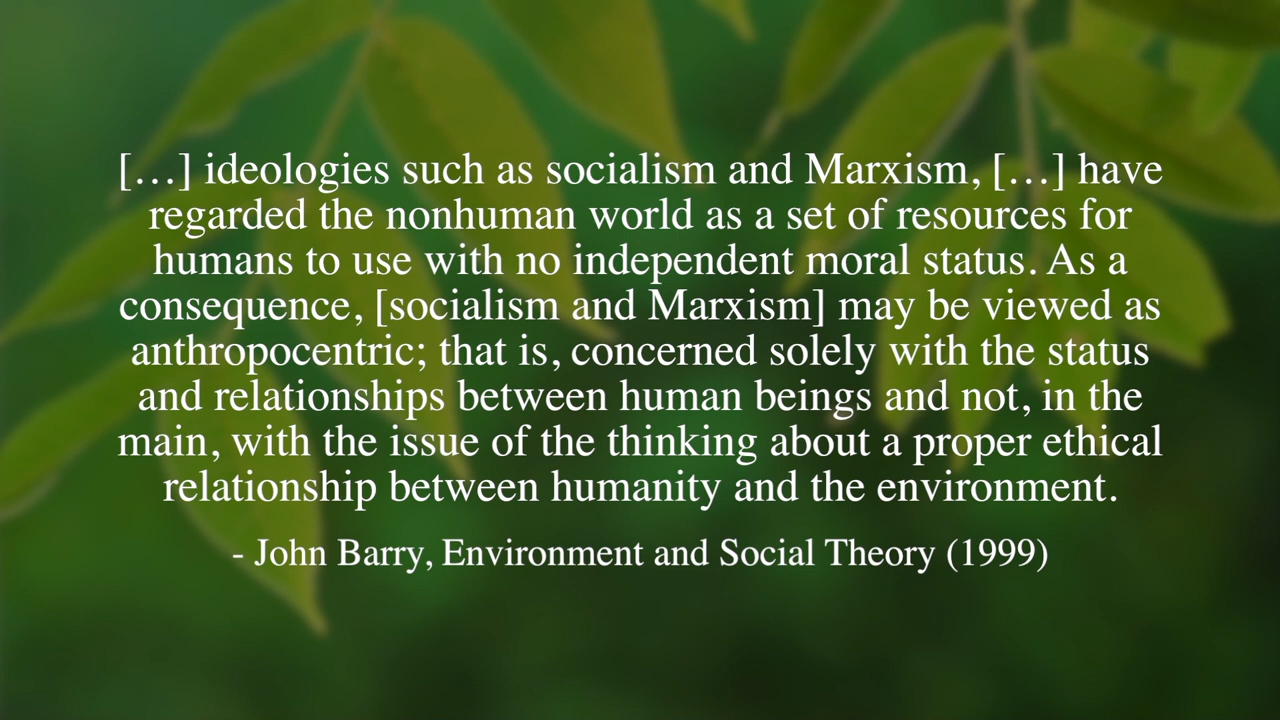 […] ideologies such as socialism and Marxism, […] have
regarded the nonhuman world as a set of resources for
humans to use with no independent moral status. As a
consequence, [socialism and Marxism] may be viewed as
anthropocentric; that is, concerned solely with the status
and relationships between human beings and not, in the
main, with the issue of the thinking about a proper ethical
relationship between humanity and the environment.
- John Barry, Environment and Social Theory (1999)